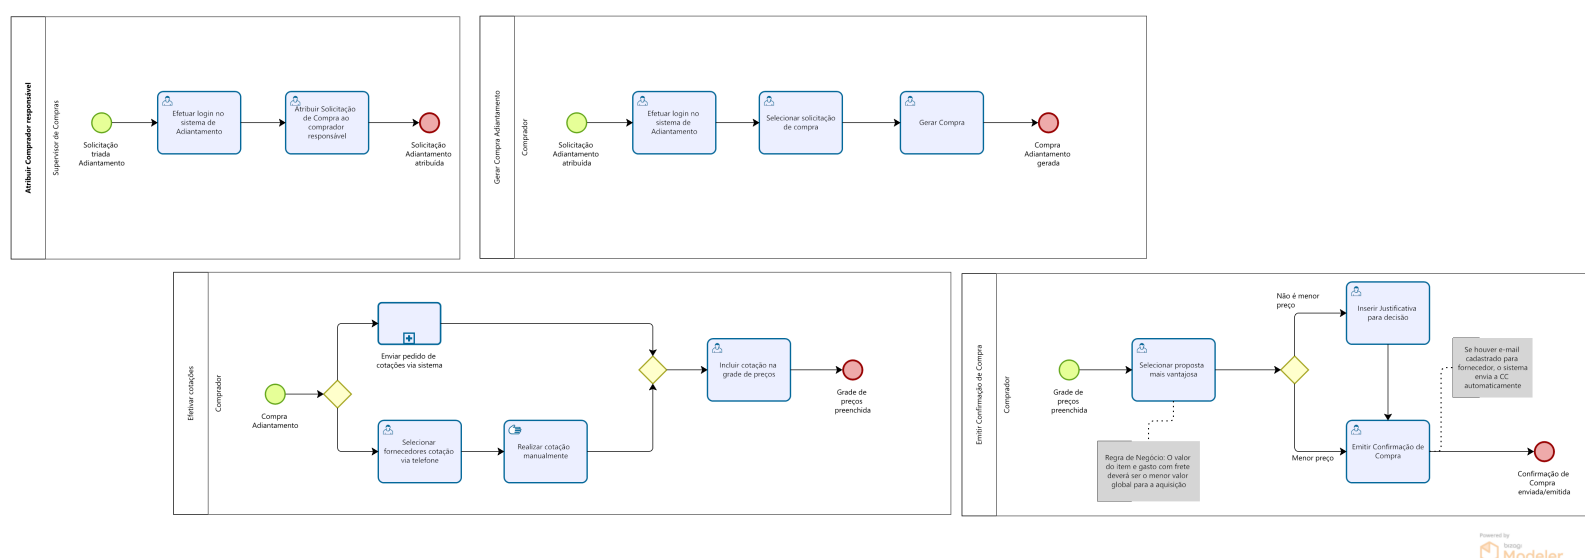 Atribuir Comprador responsável
Supervisor de Compras
Solicitação
triada
Adiantamento
Efetuar login no
sistema de
Adiantamento
Atribuir Solicitação
de Compra ao
comprador
responsável
Solicitação
Adiantamento
atribuída
Gerar Compra Adiantamento
Comprador
Solicitação
Adiantamento
atribuída
Efetuar login no
sistema de
Adiantamento
Selecionar solicitação
de compra
Gerar Compra
Compra
Adiantamento
gerada
Efetivar cotações
Comprador
Compra
Adiantamento
Enviar pedido de
cotações via sistema
Selecionar
fornecedores cotação
via telefone
Realizar cotação
manualmente
Incluir cotação na
grade de preços
Grade de
preços
preenchida
Emitir Confirmação de Compra
Comprador
Grade de
preços
preenchida
Selecionar proposta
mais vantajosa
Regra de Negócio: O valor
do item e gasto com frete
deverá ser o menor valor
global para a aquisição
Não é menor
preço
Menor preço
Inserir Justificativa
para decisão
Emitir Confirmação de
Compra
Se houver e-mail
cadastrado para
fornecedor, o sistema
envia a CC
automaticamente
Confirmação de
Compra
enviada/emitida
Powered by
bizagi
Modeler